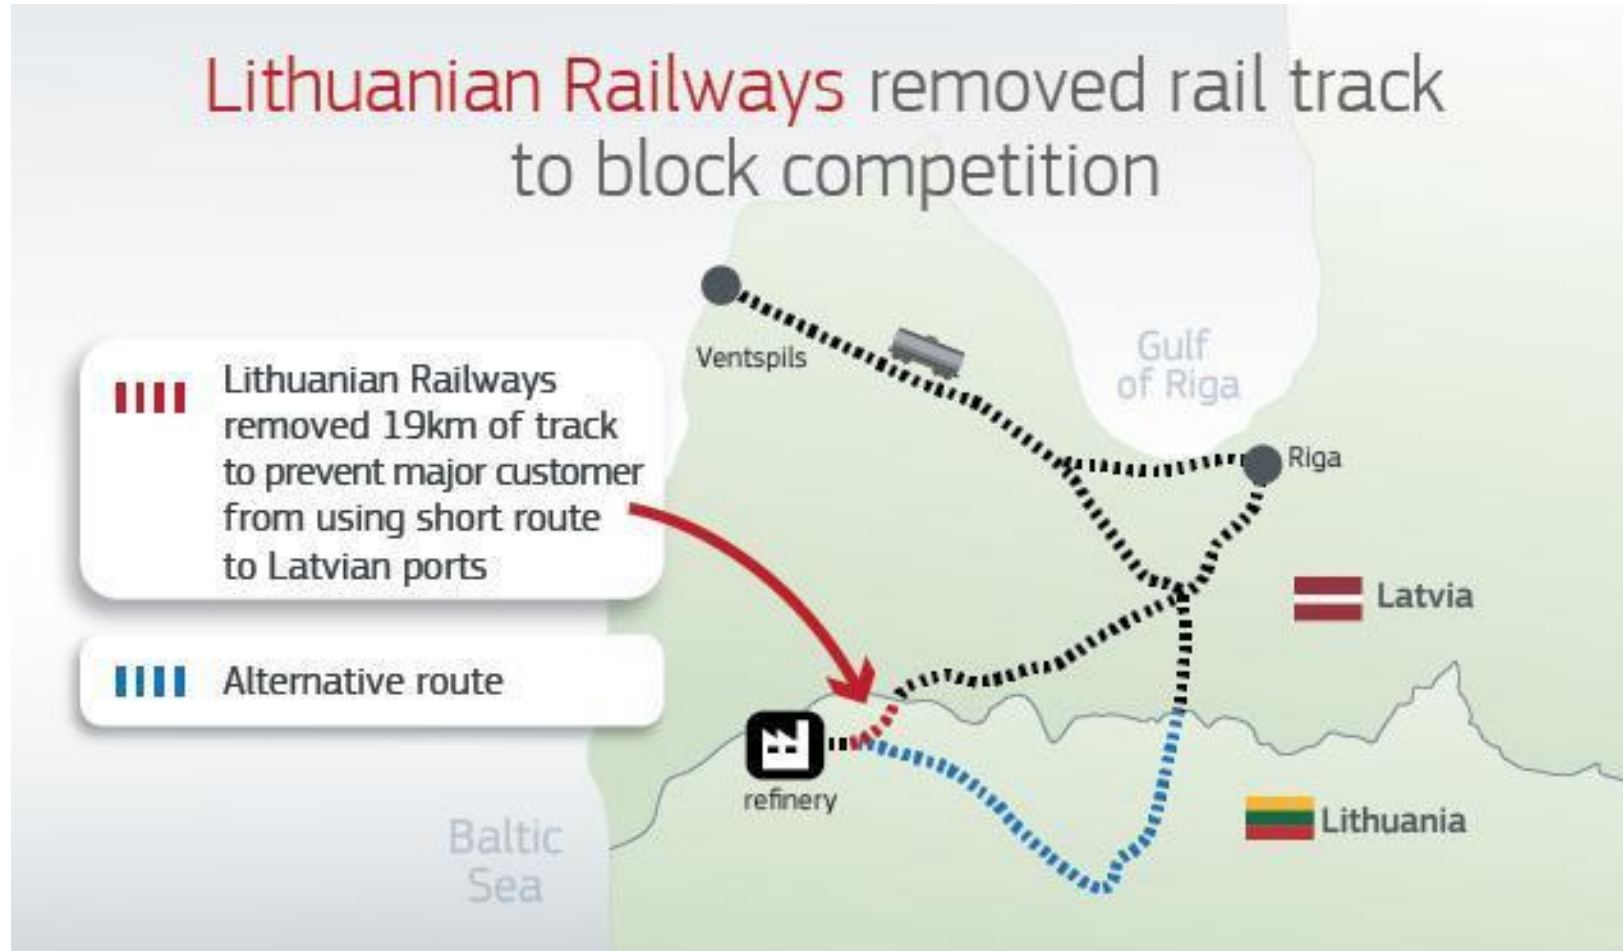 Lithuanian Railways removed rail track
to block competition
Ventspils
Gulf
of Riga
Riga
Lithuanian Railways
removed 19km of track
to prevent major customer
from using short route
to Latvian ports
Latvia
Alternative route
refinery
Lithuania
Baltic
Sea